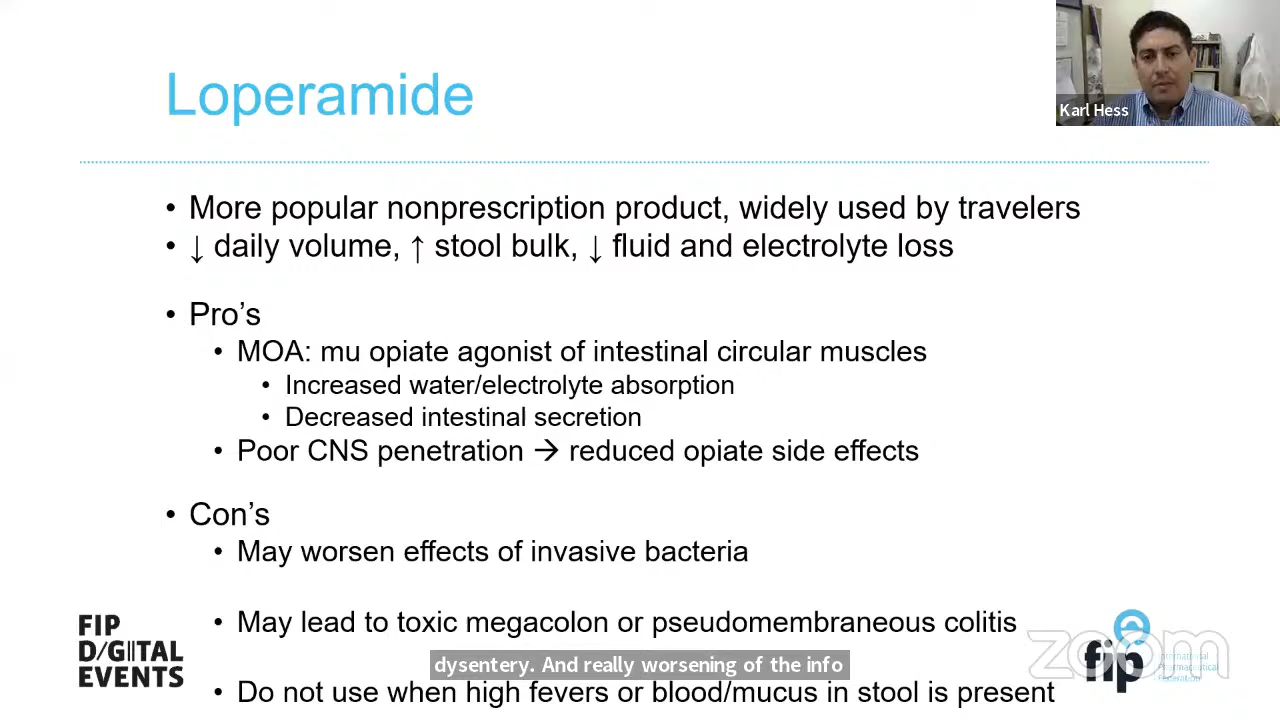 Loperamide
Karl Hess
• More popular nonprescription product, widely used by travelers
• ↓ daily volume, ↑ stool bulk, ↓ fluid and electrolyte loss
• Pro’s
• MOA: mu opiate agonist of intestinal circular muscles
• Increased water/electrolyte absorption
• Decreased intestinal secretion
• Poor CNS penetration → reduced opiate side effects
• Con’s
• May worsen effects of invasive bacteria
• May lead to toxic megacolon or pseudomembraneous colitis
dysentery. And really worsening of the info
• Do not use when high fevers or blood/mucus in stool is present
FIP
D/GIITAL
EVENTS
fip
International
Pharmaceutical
Federation
zoom